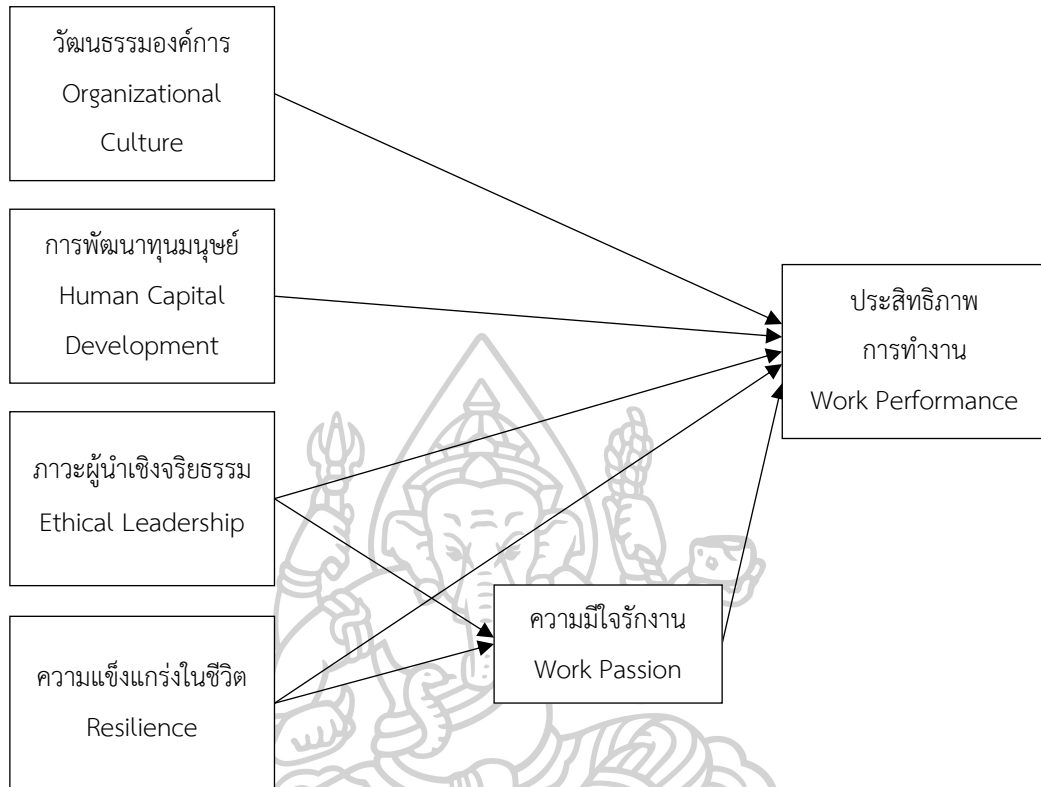 วัฒนธรรมองค์การ
Organizational
Culture
การพัฒนาทุนมนุษย์
Human Capital
Development
ภาวะผู้นำเชิงจริยธรรม
Ethical Leadership
ความแข็งแกร่งในชีวิต
Resilience
ความมีใจรักงาน
Work Passion
ประสิทธิภาพ
การทำงาน
Work Performance